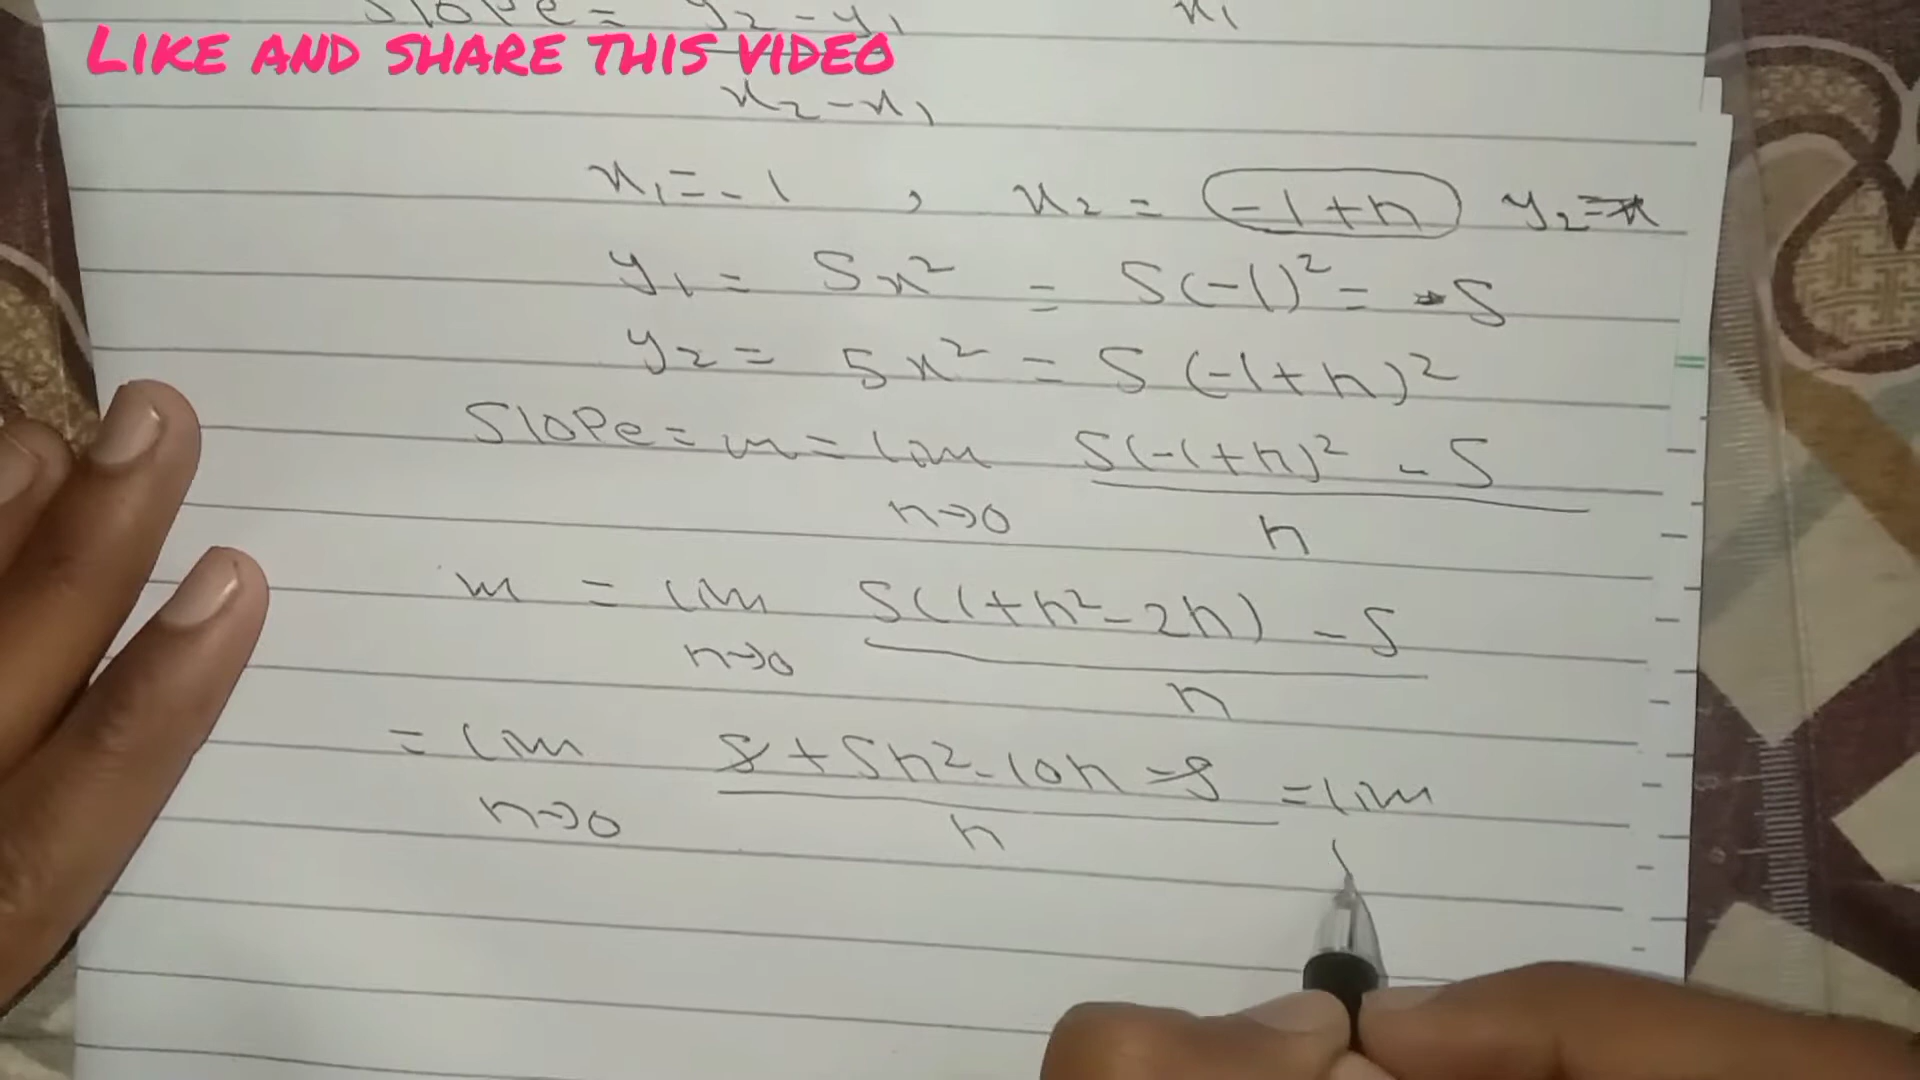 Slope = y₂ - y₁
x₁
LIKE AND SHARE THIS VIDEO
x₂ - x₁
x₁ = -1 , x₂ = -1+h y₂ =
y₁ = 5x² = 5(-1)² = 5
y₂ = 5x² = 5(-1+h)²
Slope = m = lim 5(-1+h)² - 5
h→0 h
m = lim 5(1+h²-2h) - 5
h→0 h
= lim 5+5h²-10h-5 = lim
h→0 h